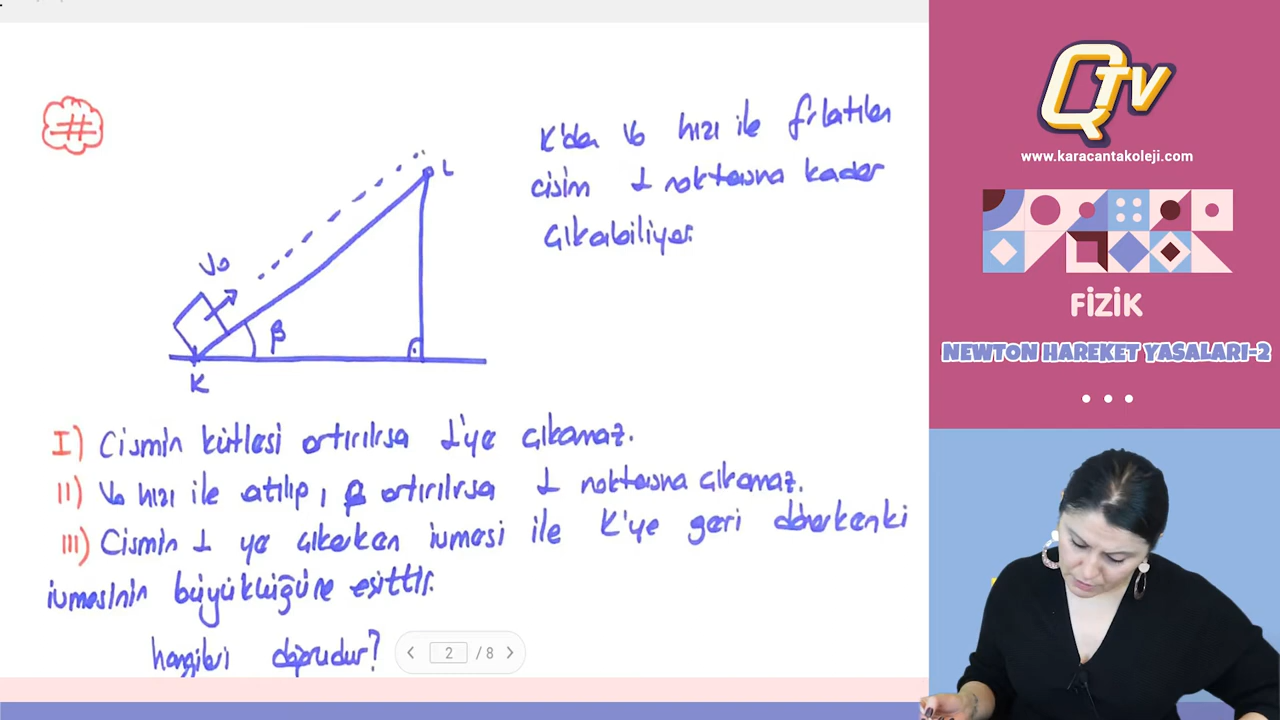 #
K'dan V₀ hızı ile fırlatılan
cisim L noktasına kadar
çıkabiliyor.
L
V₀
β
K
I) Cismin kütlesi artırılırsa L'ye çıkamaz.
II) V₀ hızı ile atılıp, β artırılırsa L noktasına çıkamaz.
III) Cismin L ye çıkarken ivmesi ile K'ye geri dönerkenki
ivmesinin büyüklüğüne eşittir.
hangileri doğrudur?
2 / 8
QTV
www.karacantakoleji.com
FİZİK
NEWTON HAREKET YASALARI-2